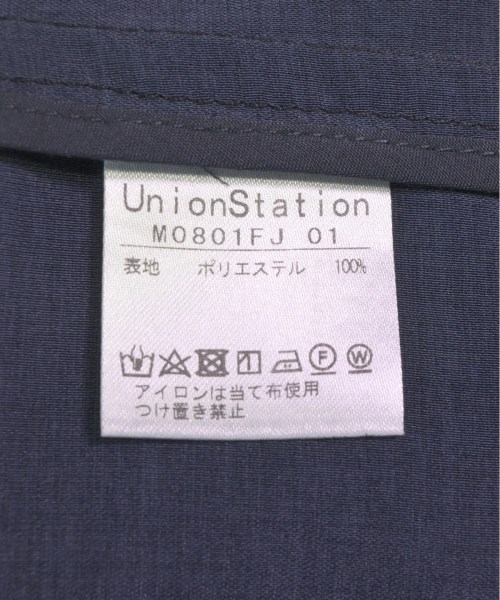 UnionStation
M0801FJ 01
表地 ポリエステル 100%
F W
アイロンは当て布使用
つけ置き禁止